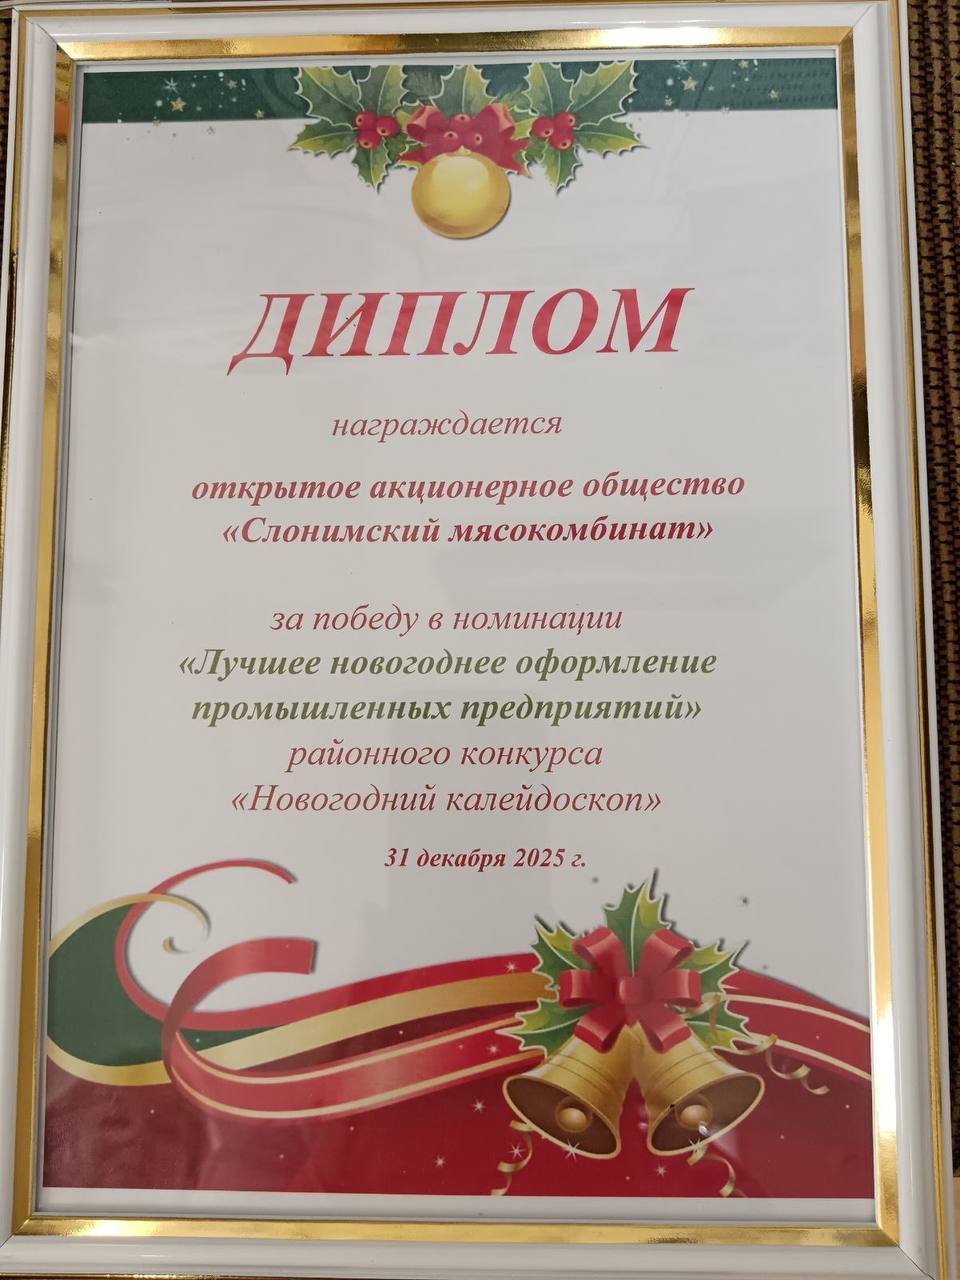 ДИПЛОМ
награждается
открытое акционерное общество
«Слонимский мясокомбинат»
за победу в номинации
«Лучшее новогоднее оформление
промышленных предприятий»
районного конкурса
«Новогодний калейдоскоп»
31 декабря 2025 г.